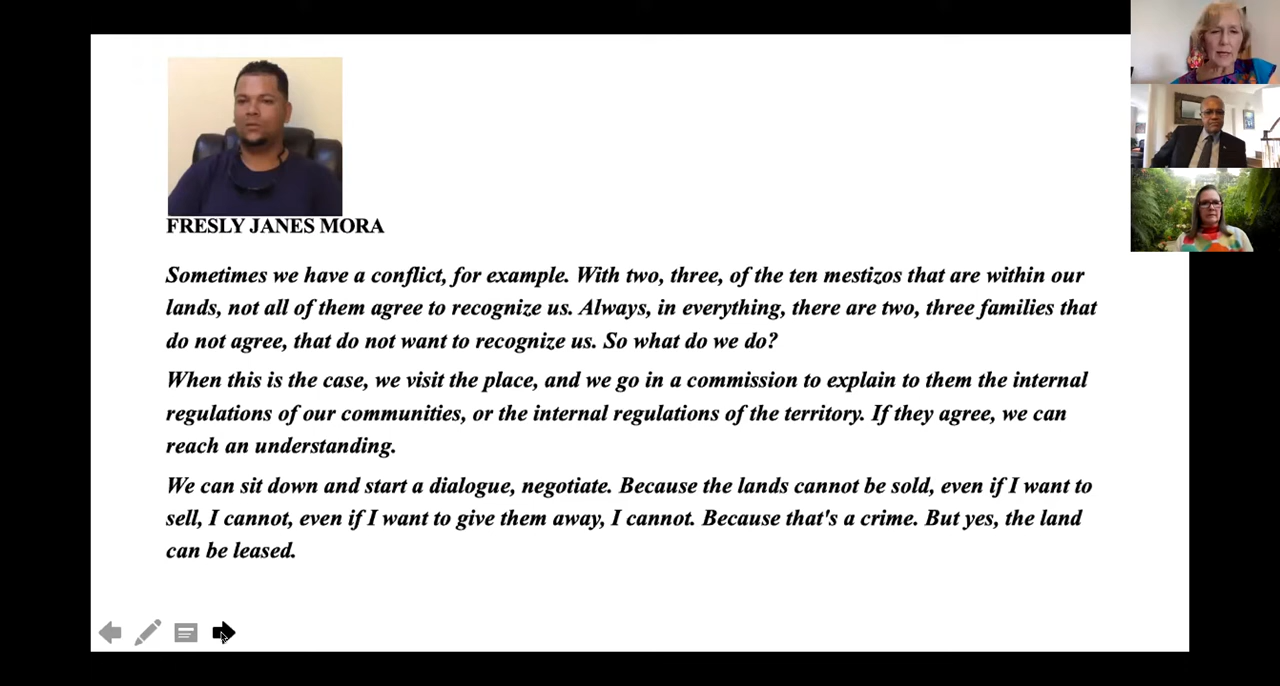 FRESLY JANES MORA
Sometimes we have a conflict, for example. With two, three, of the ten mestizos that are within our
lands, not all of them agree to recognize us. Always, in everything, there are two, three families that
do not agree, that do not want to recognize us. So what do we do?
When this is the case, we visit the place, and we go in a commission to explain to them the internal
regulations of our communities, or the internal regulations of the territory. If they agree, we can
reach an understanding.
We can sit down and start a dialogue, negotiate. Because the lands cannot be sold, even if I want to
sell, I cannot, even if I want to give them away, I cannot. Because that's a crime. But yes, the land
can be leased.